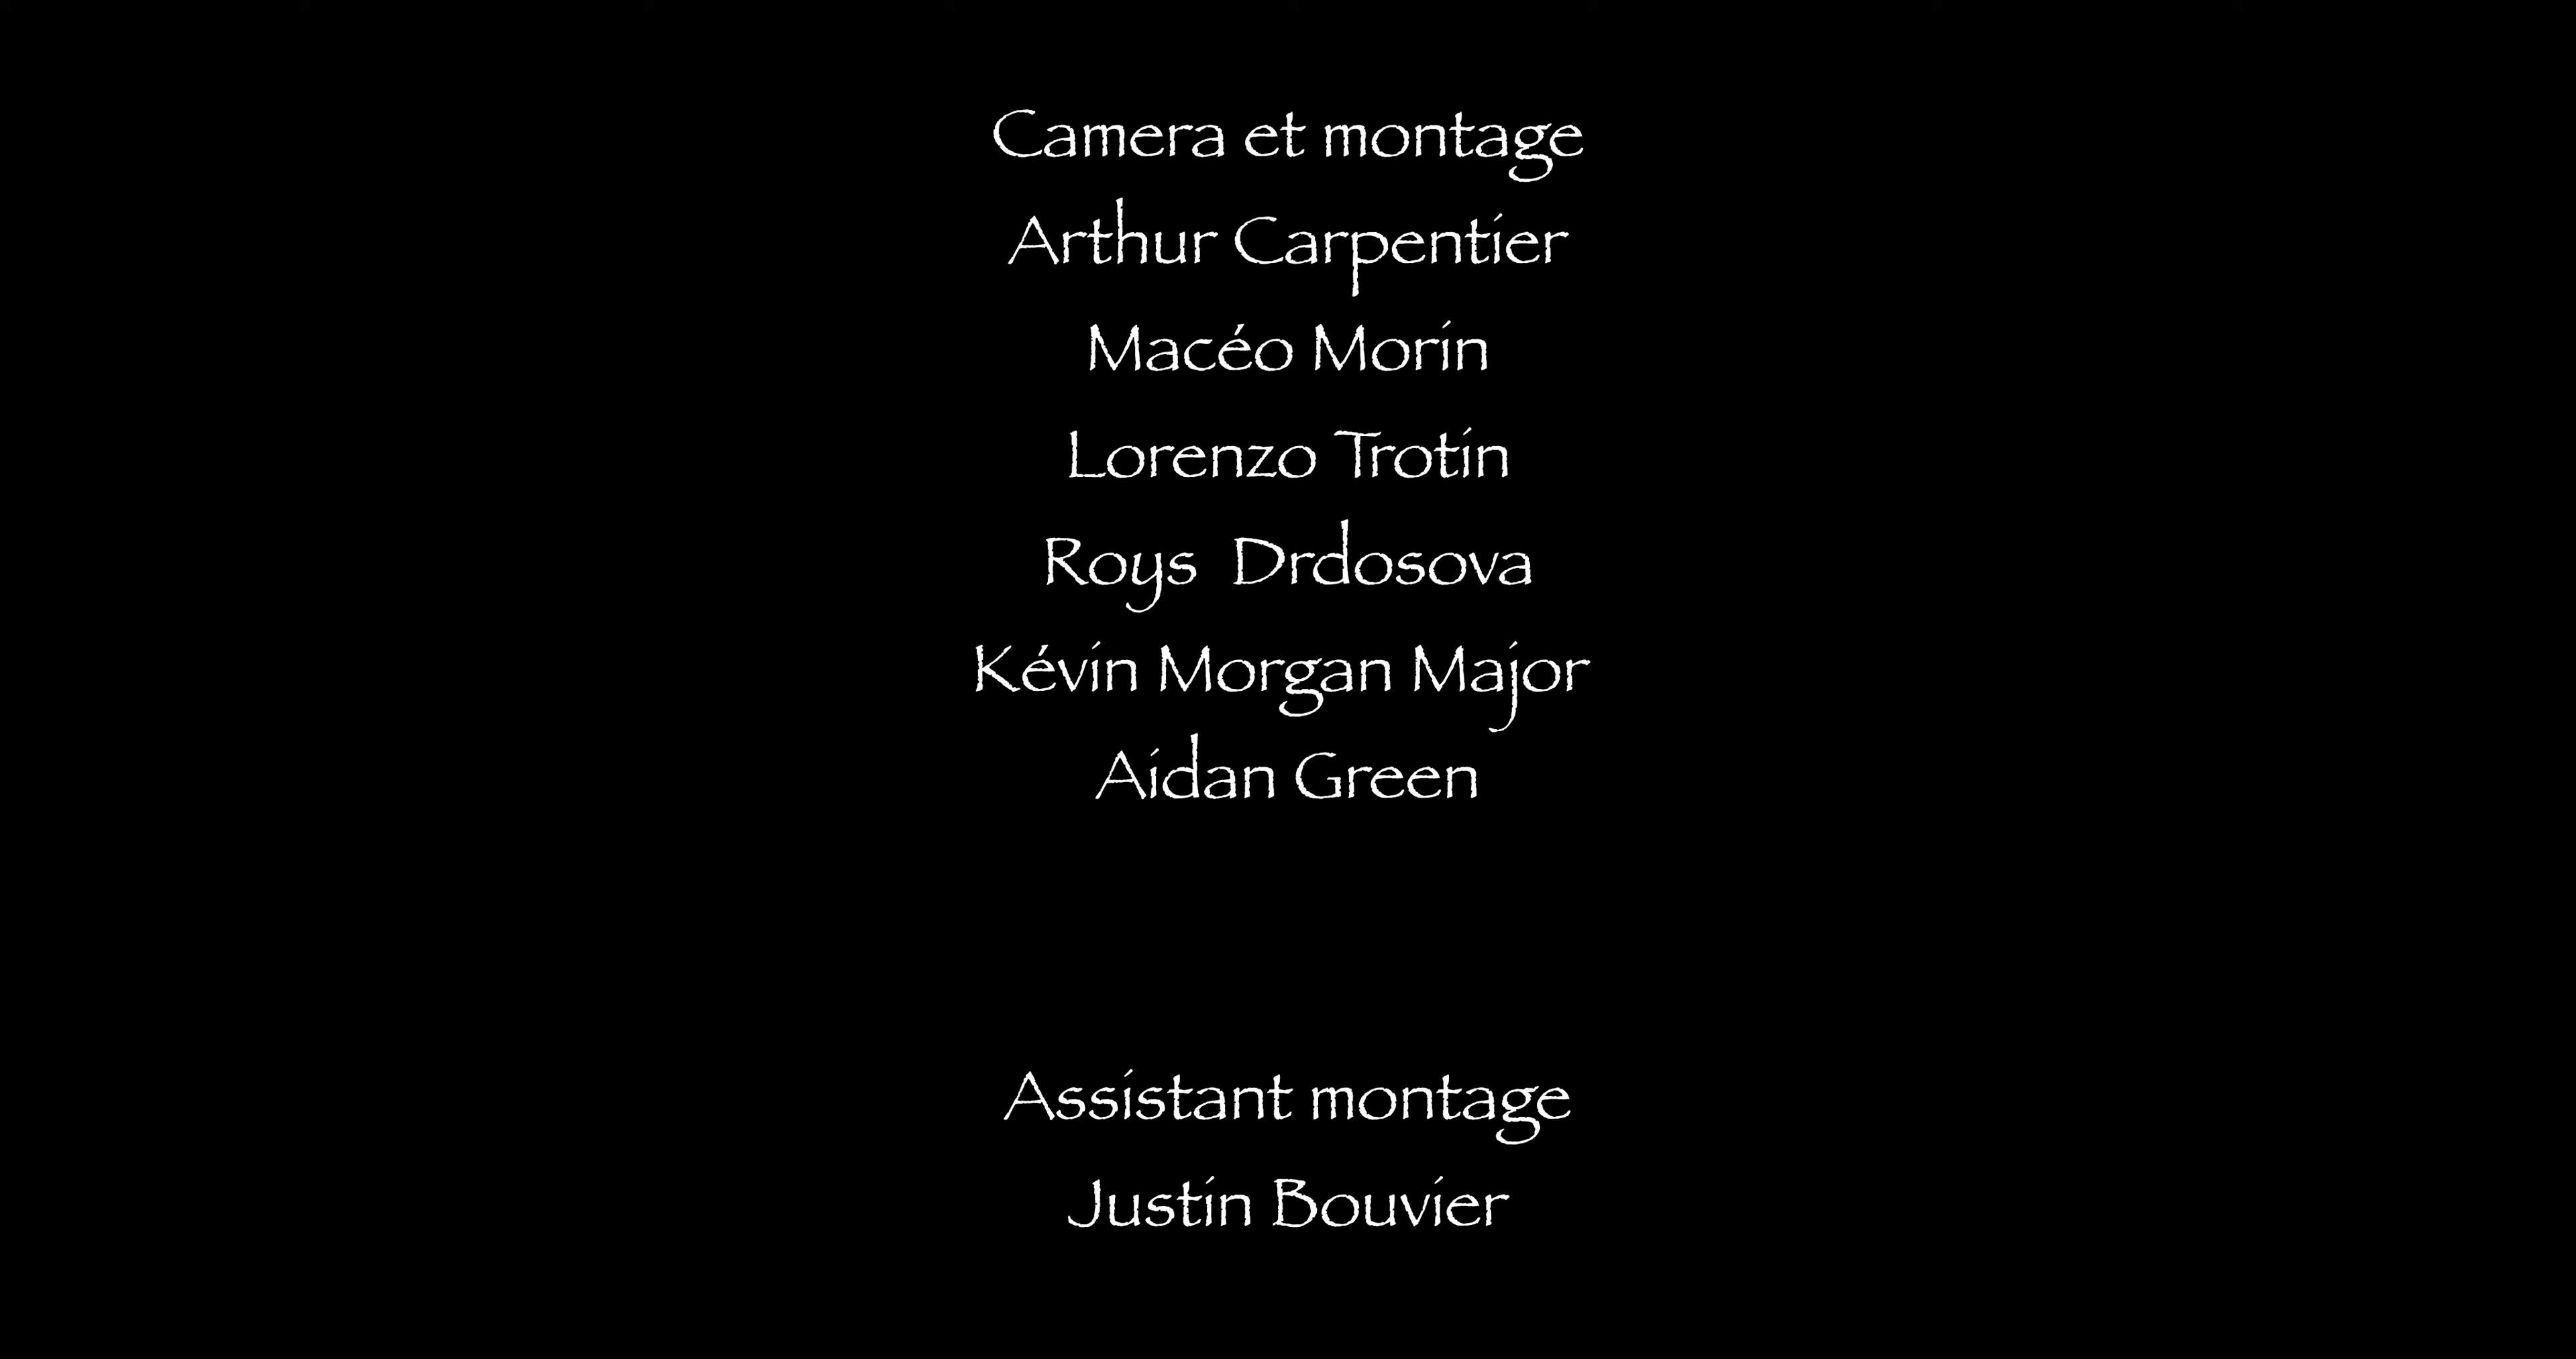 Camera et montage
Arthur Carpentier
Macéo Morin
Lorenzo Trotin
Roys  Drdosova
Kévin Morgan Major
Aidan Green
Assistant montage
Justin Bouvier